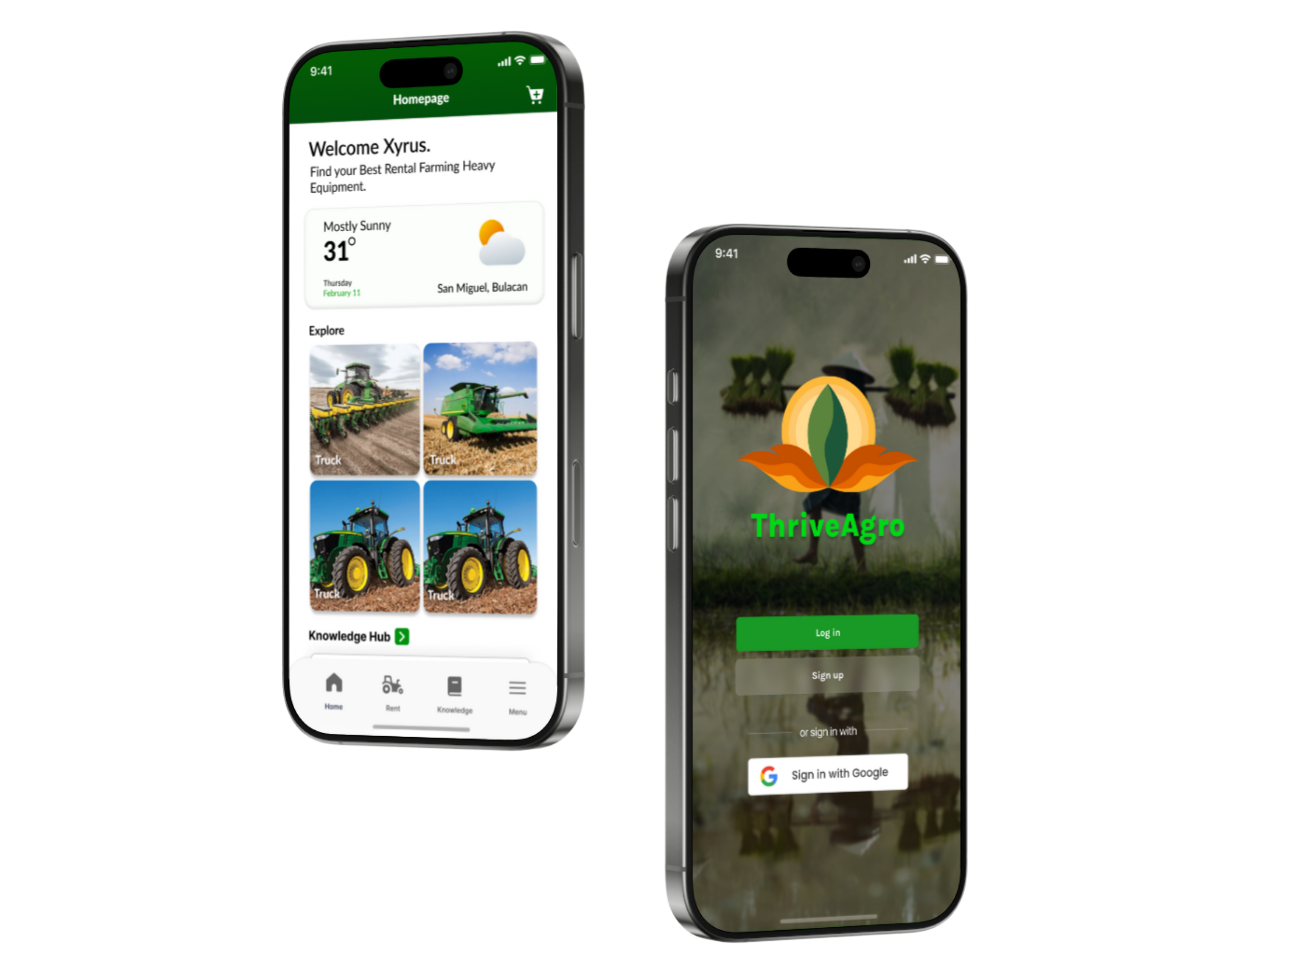 9:41
Homepage
Welcome Xyrus.
Find your Best Rental Farming Heavy
Equipment.
Mostly Sunny
31°
Thursday
February 11
San Miguel, Bulacan
Explore
Truck
Truck
Truck
Truck
Knowledge Hub
Home
Rent
Knowledge
Menu
9:41
ThriveAgro
Log in
Sign up
or sign in with
G
Sign in with Google